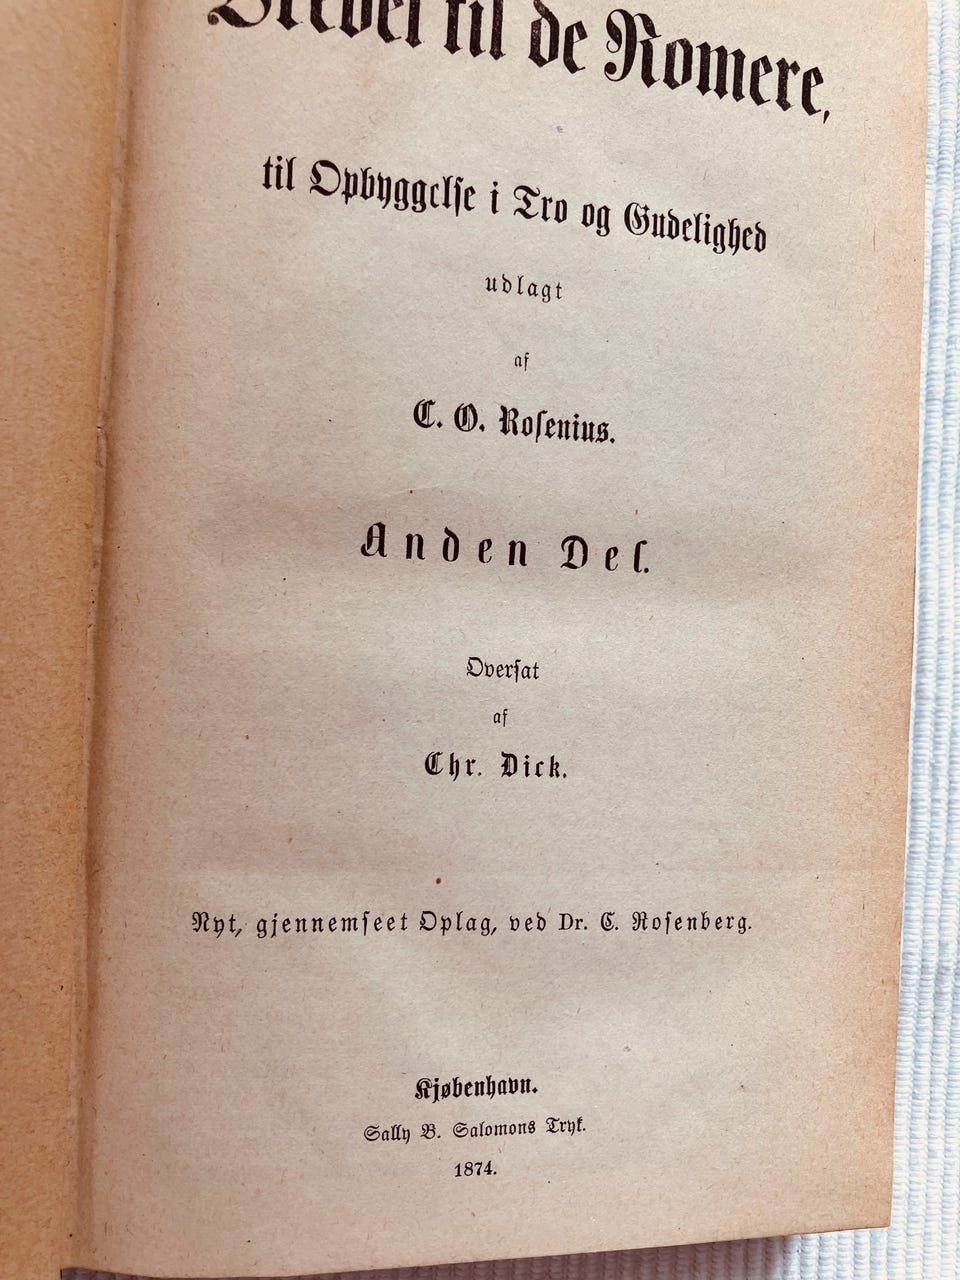 Brevet til de Romere,
til Opbyggelse i Tro og Gudelighed
udlagt
af
C. O. Rosenius.
Anden Del.
Oversat
af
Chr. Dick.
Nyt, gjennemseet Oplag, ved Dr. C. Rosenberg.
Kjøbenhavn.
Sally B. Salomons Tryk.
1874.